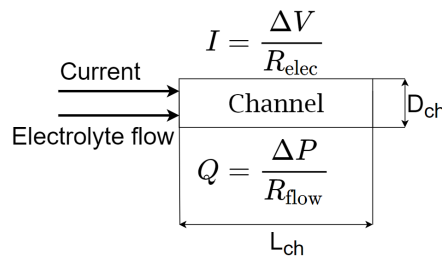 I = ΔV / R_elec
Current
Channel
D_ch
Electrolyte flow
Q = ΔP / R_flow
L_ch